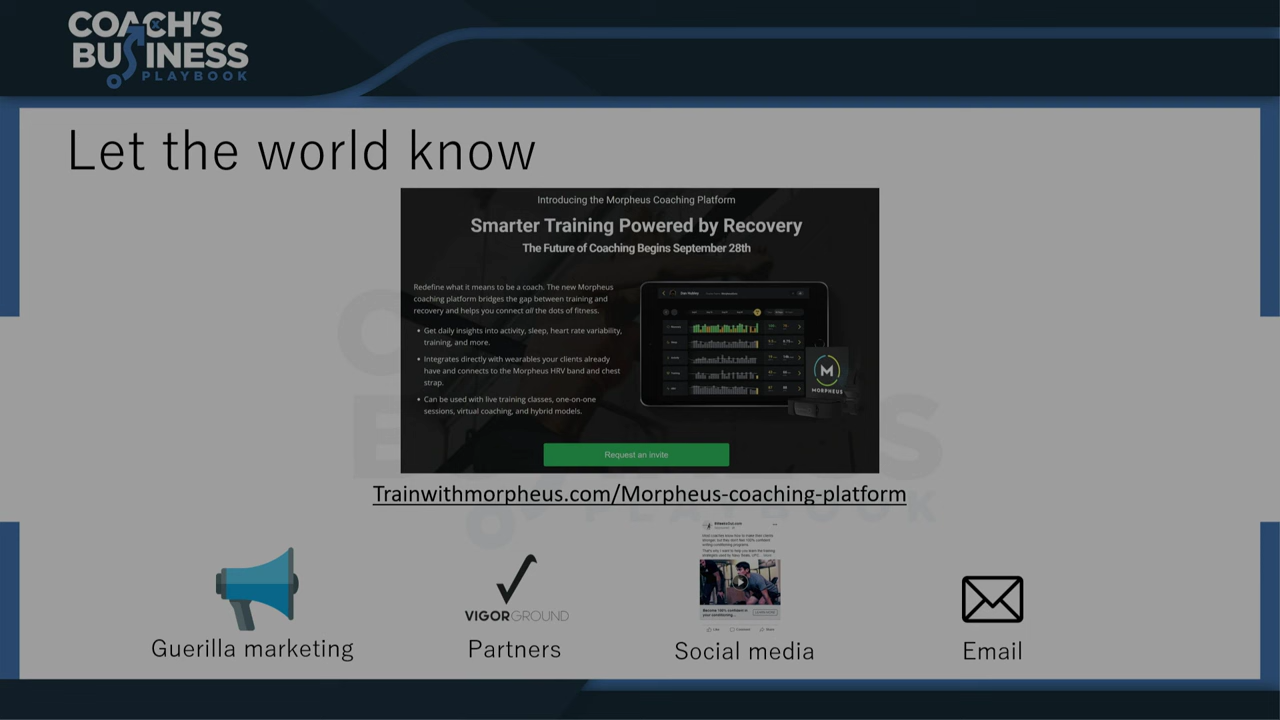 COACH'S
BUSINESS
PLAYBOOK
Let the world know
Introducing the Morpheus Coaching Platform
Smarter Training Powered by Recovery
The Future of Coaching Begins September 28th
Redefine what it means to be a coach. The new Morpheus
coaching platform bridges the gap between training and
recovery and helps you connect all the dots of fitness.
• Get daily insights into activity, sleep, heart rate variability,
training, and more.
• Integrates directly with wearables your clients already
have and connects to the Morpheus HRV band and chest
strap.
• Can be used with live training classes, one-on-one
sessions, virtual coaching, and hybrid models.
M
MORPHEUS
Request an invite
Trainwithmorpheus.com/Morpheus-coaching-platform
VIGORGROUND
Guerilla marketing
Partners
Social media
Email